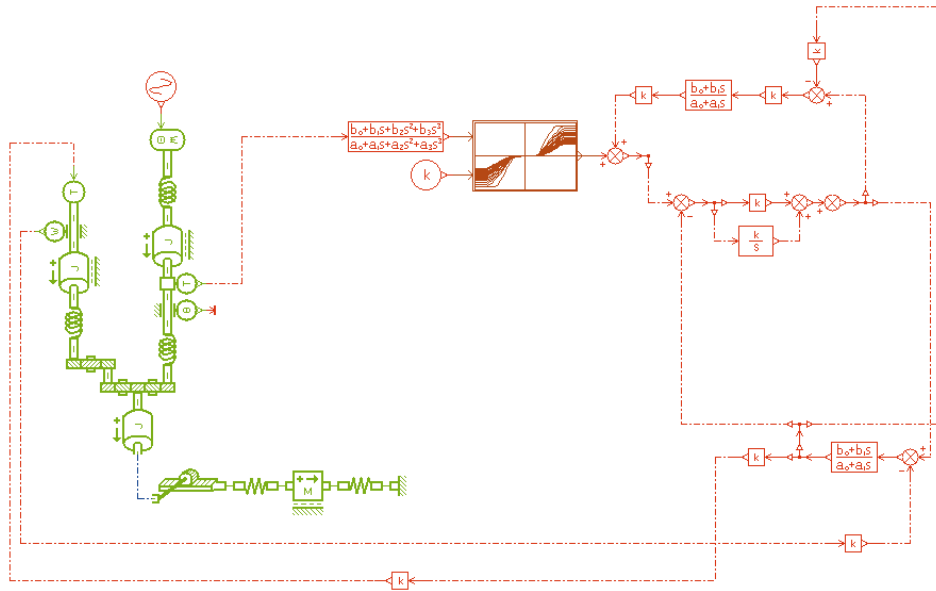 k
b₀+b₁s
a₀+a₁s
k
k
-
+
Θ
b₀+b₁s+b₂s²+b₃s³
a₀+a₁s+a₂s²+a₃s³
k
+
+
T
W
J
+
J
+
T
Θ
+
-
k
k
s
+
+
+
J
+
M
+
k
b₀+b₁s
a₀+a₁s
+
-
k
k